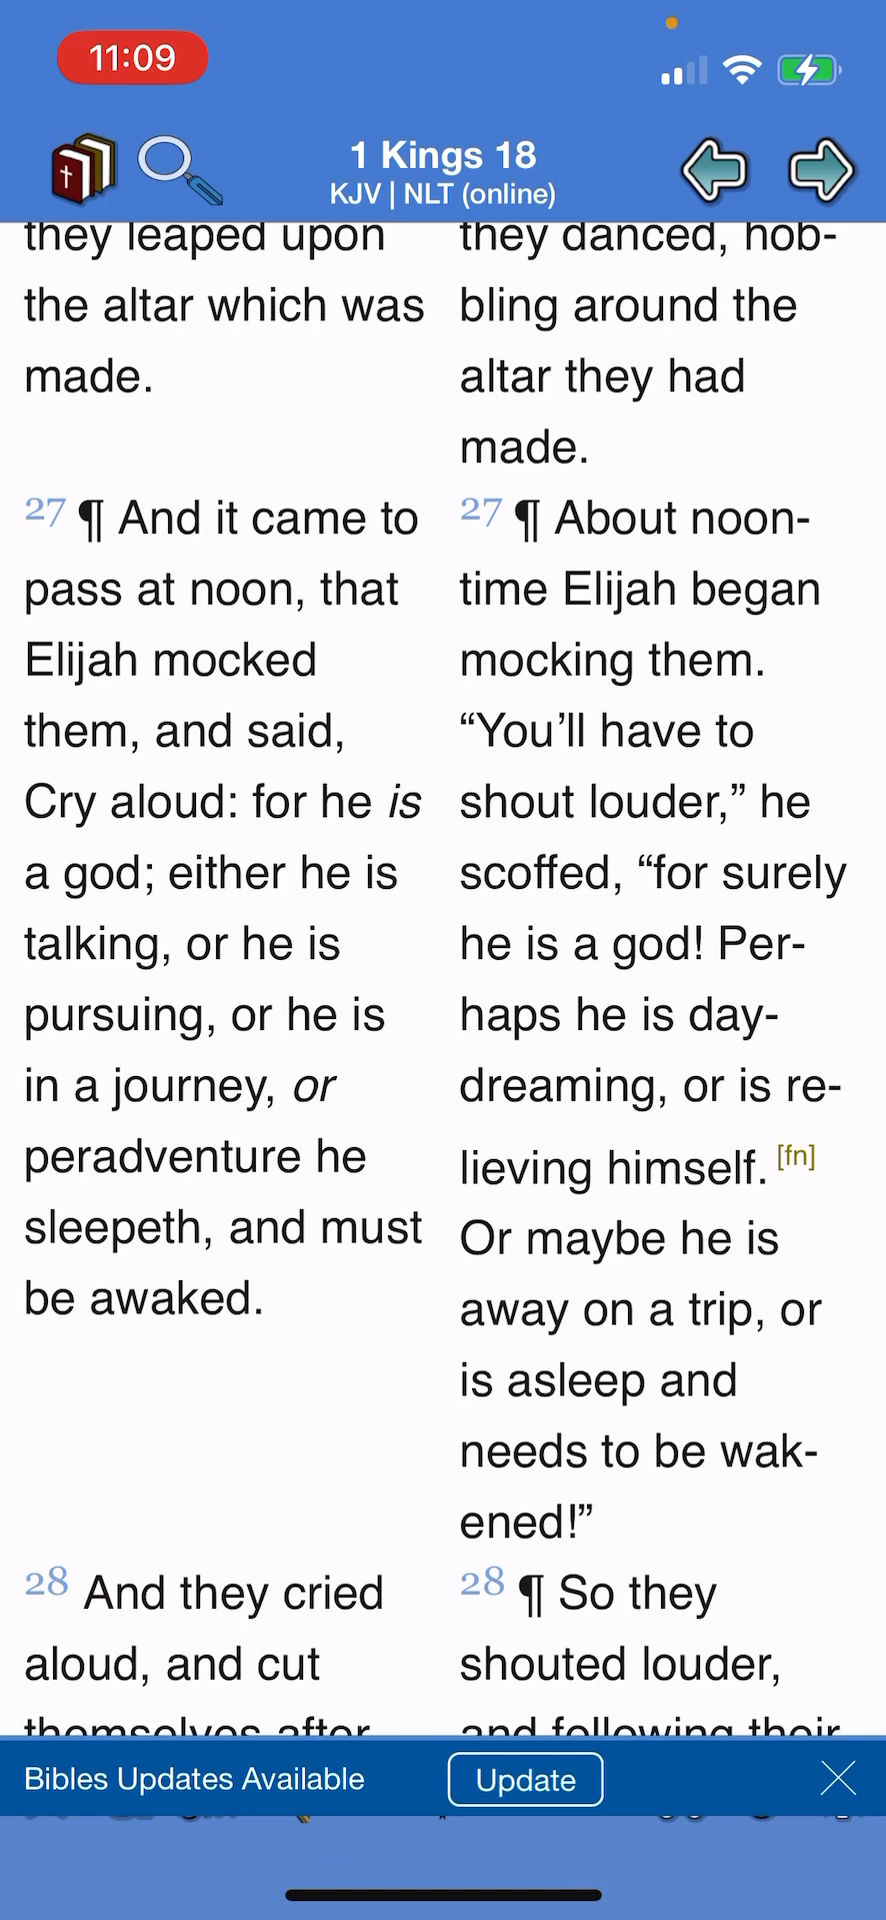 11:09
1 Kings 18
KJV | NLT (online)
they leaped upon
the altar which was
made.
27 ¶ And it came to
pass at noon, that
Elijah mocked
them, and said,
Cry aloud: for he is
a god; either he is
talking, or he is
pursuing, or he is
in a journey, or
peradventure he
sleepeth, and must
be awaked.
28 And they cried
aloud, and cut
themselves after
they danced, hob-
bling around the
altar they had
made.
27 ¶ About noon-
time Elijah began
mocking them.
“You’ll have to
shout louder,” he
scoffed, “for surely
he is a god! Per-
haps he is day-
dreaming, or is re-
lieving himself. [fn]
Or maybe he is
away on a trip, or
is asleep and
needs to be wak-
ened!”
28 ¶ So they
shouted louder,
and following their
Bibles Updates Available
Update